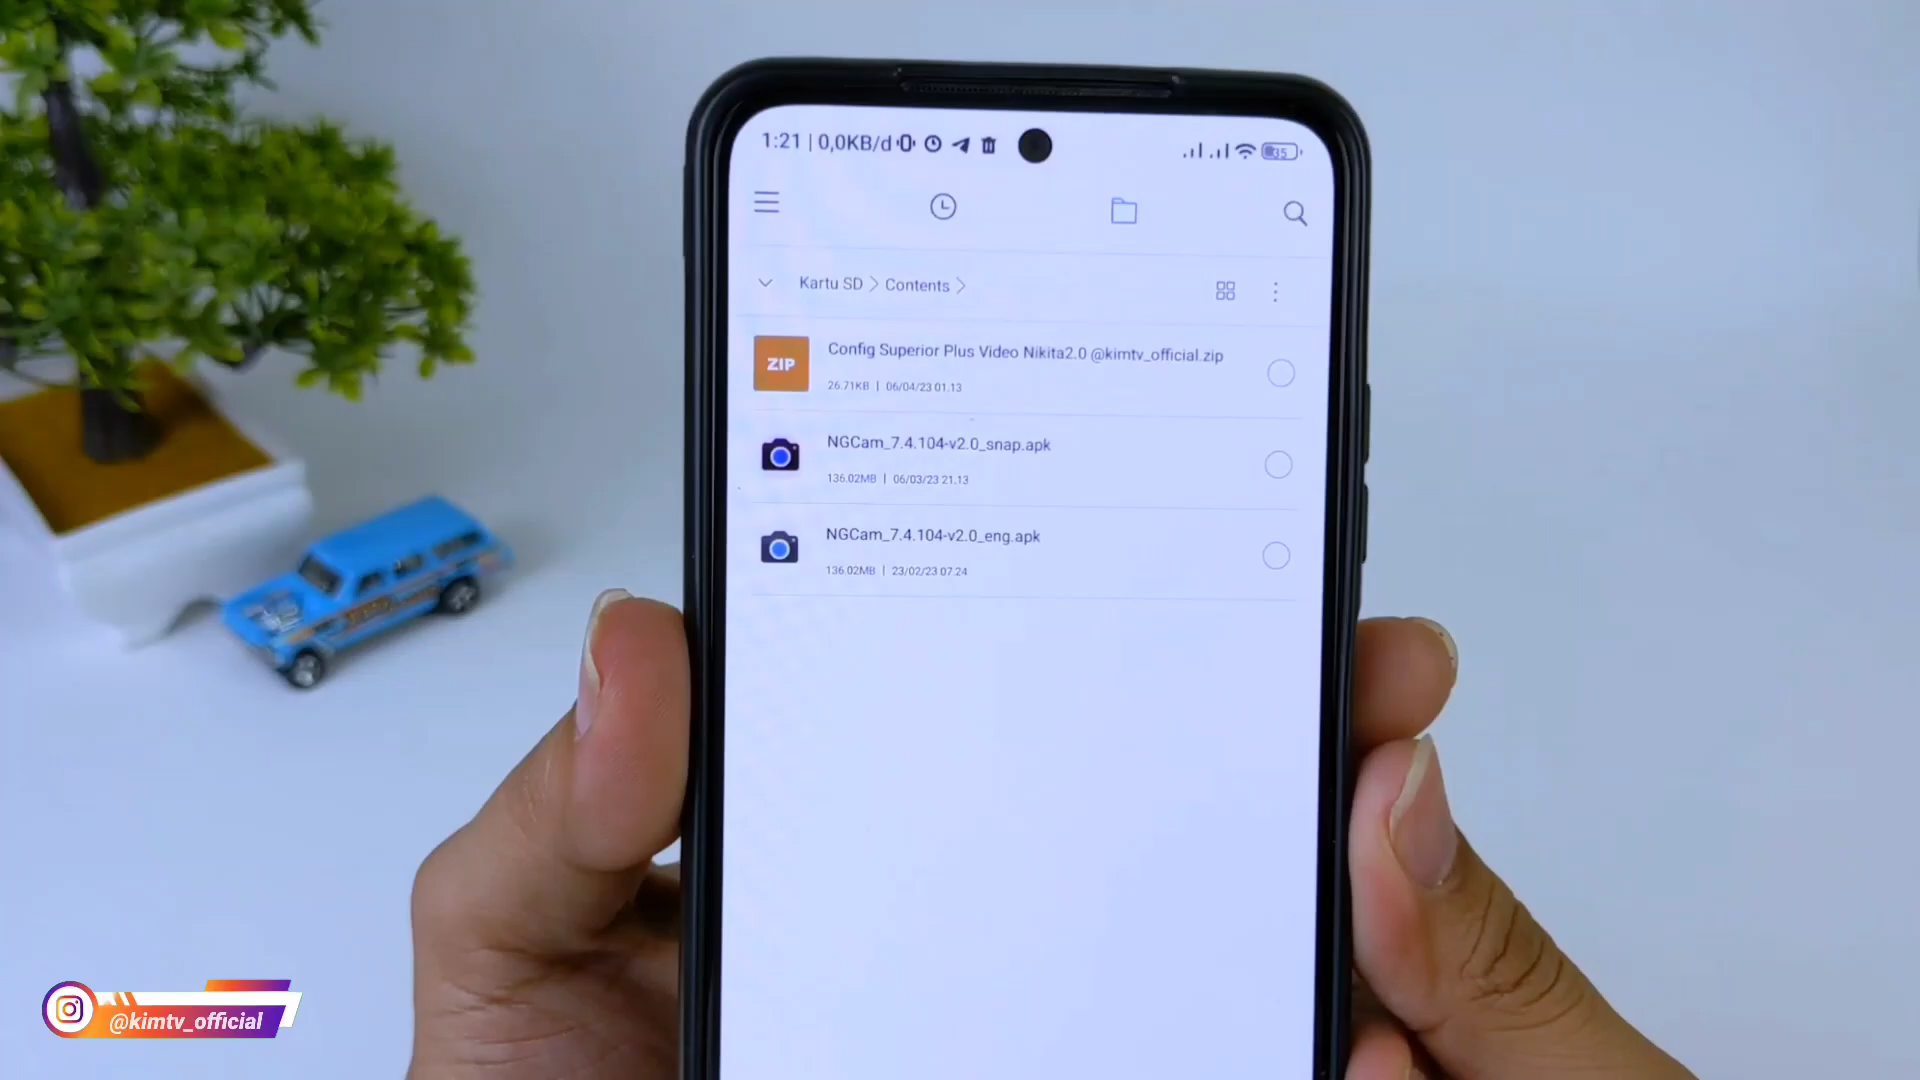 1:21 | 0,0KB/d
35
Kartu SD > Contents >
ZIP
Config Superior Plus Video Nikita2.0 @kimtv_official.zip
26.71KB | 06/04/23 01.13
NGCam_7.4.104-v2.0_snap.apk
136.02MB | 06/03/23 21.13
NGCam_7.4.104-v2.0_eng.apk
136.02MB | 23/02/23 07.24
@kimtv_official